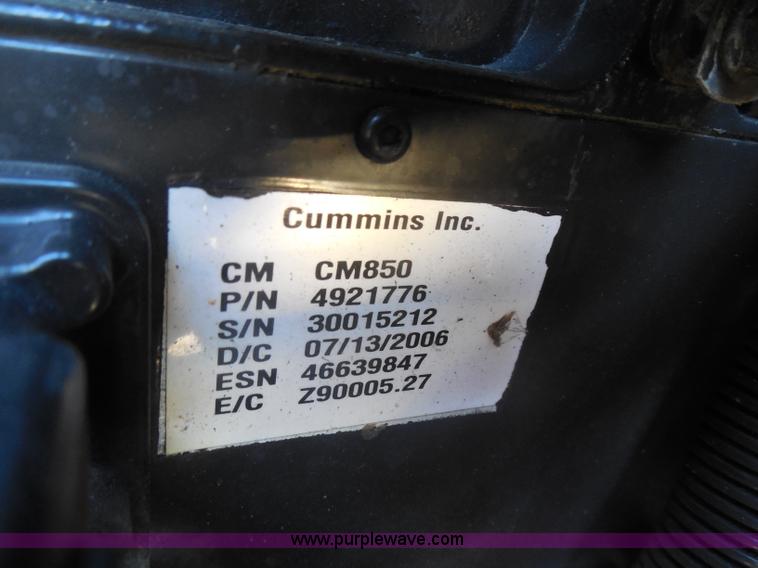 Cummins Inc.
CM CM850
P/N 4921776
S/N 30015212
D/C 07/13/2006
ESN 46639847
E/C Z90005.27
www.purplewave.com